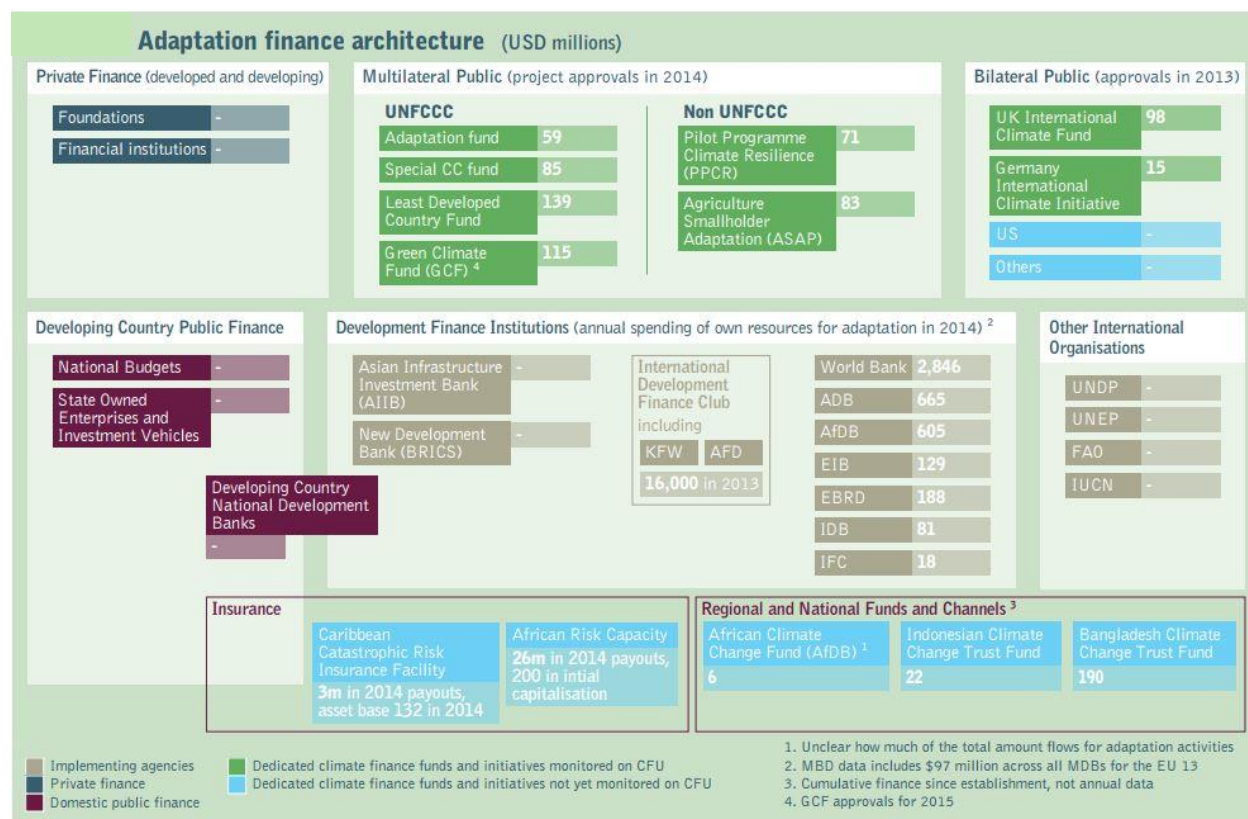 Adaptation finance architecture (USD millions)
Private Finance (developed and developing)
Foundations -
Financial institutions -
Multilateral Public (project approvals in 2014)
UNFCCC
Adaptation fund 59
Special CC fund 85
Least Developed 139
Country Fund
Green Climate 115
Fund (GCF) 4
Non UNFCCC
Pilot Programme 71
Climate Resilience
(PPCR)
Agriculture 83
Smallholder
Adaptation (ASAP)
Bilateral Public (approvals in 2013)
UK International 98
Climate Fund
Germany 15
International
Climate Initiative
US -
Others -
Developing Country Public Finance
National Budgets -
State Owned -
Enterprises and
Investment Vehicles
Developing Country
National Development
Banks
-
Development Finance Institutions (annual spending of own resources for adaptation in 2014) 2
Asian Infrastructure -
Investment Bank
(AIIB)
New Development -
Bank (BRICS)
International
Development
Finance Club
including
KFW AFD
16,000 in 2013
World Bank 2,846
ADB 665
AfDB 605
EIB 129
EBRD 188
IDB 81
IFC 18
Other International
Organisations
UNDP -
UNEP -
FAO -
IUCN -
Insurance
Caribbean
Catastrophic Risk
Insurance Facility
3m in 2014 payouts,
asset base 132 in 2014
African Risk Capacity
26m in 2014 payouts,
200 in intial
capitalisation
Regional and National Funds and Channels 3
African Climate
Change Fund (AfDB) 1
6
Indonesian Climate
Change Trust Fund
22
Bangladesh Climate
Change Trust Fund
190
Implementing agencies
Private finance
Domestic public finance
Dedicated climate finance funds and initiatives monitored on CFU
Dedicated climate finance funds and initiatives not yet monitored on CFU
1. Unclear how much of the total amount flows for adaptation activities
2. MBD data includes $97 million across all MDBs for the EU 13
3. Cumulative finance since establishment, not annual data
4. GCF approvals for 2015